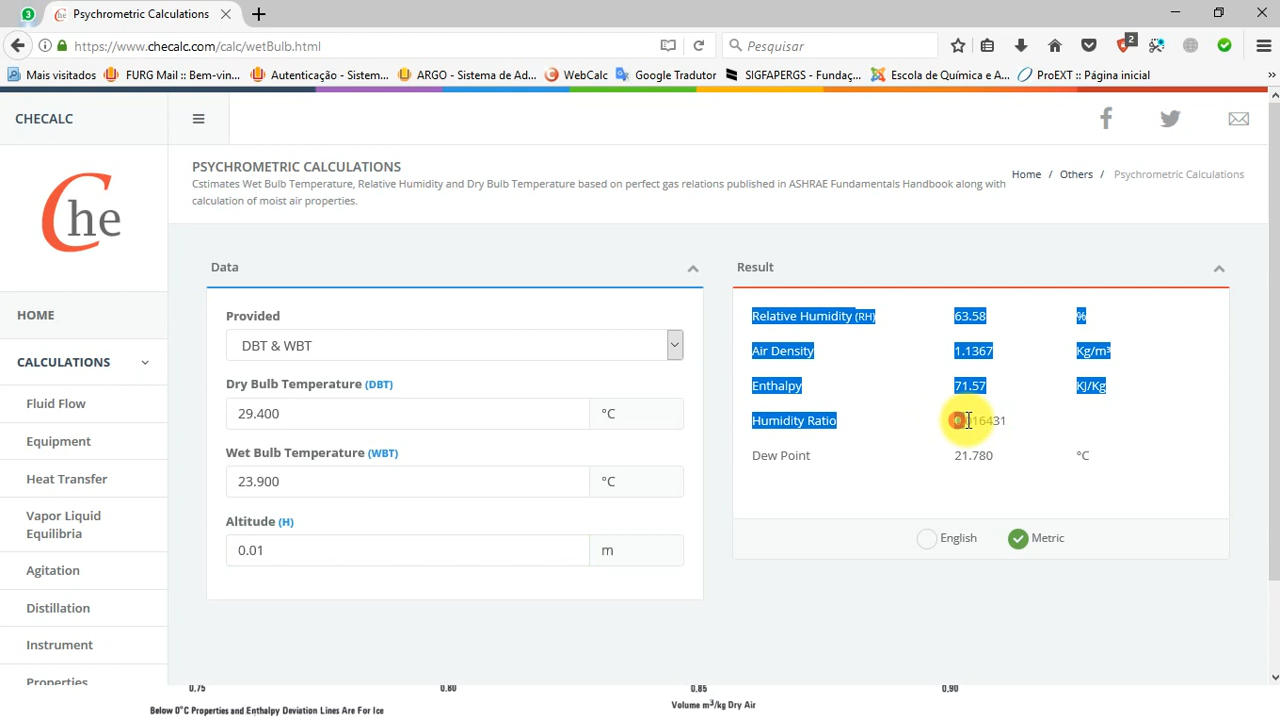 3
Psychrometric Calculations
https://www.checalc.com/calc/wetBulb.html
Pesquisar
2
Mais visitados
FURG Mail :: Bem-vin...
Autenticação - Sistem...
ARGO - Sistema de Ad...
WebCalc
Google Tradutor
SIGFAPERGS - Fundaç...
Escola de Química e A...
ProEXT :: Página inicial
»
CHECALC
Che
HOME
CALCULATIONS
Fluid Flow
Equipment
Heat Transfer
Vapor Liquid
Equilibria
Agitation
Distillation
Instrument
Properties
PSYCHROMETRIC CALCULATIONS
Cstimates Wet Bulb Temperature, Relative Humidity and Dry Bulb Temperature based on perfect gas relations published in ASHRAE Fundamentals Handbook along with
calculation of moist air properties.
Home / Others / Psychrometric Calculations
Data
Provided
DBT & WBT
Dry Bulb Temperature (DBT)
29.400 °C
Wet Bulb Temperature (WBT)
23.900 °C
Altitude (H)
0.01 m
Result
Relative Humidity (RH) 63.58 %
Air Density 1.1367 Kg/m³
Enthalpy 71.57 KJ/Kg
Humidity Ratio 0.016431
Dew Point 21.780 °C
English Metric
0.75 0.80 0.85 0.90
Below 0°C Properties and Enthalpy Deviation Lines Are For Ice
Volume m³/kg Dry Air